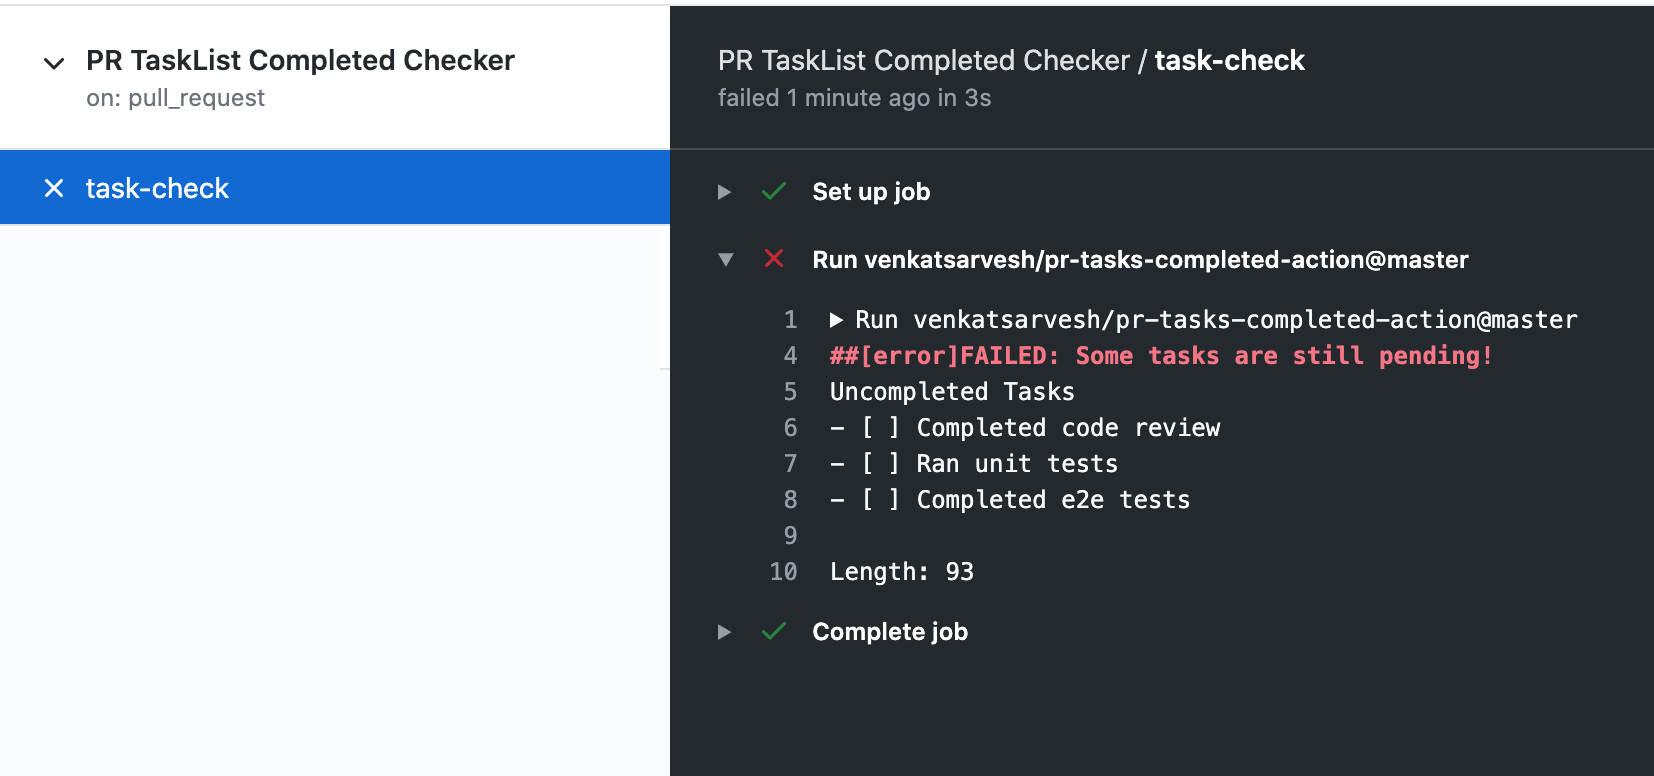 PR TaskList Completed Checker
on: pull_request
task-check
PR TaskList Completed Checker / task-check
failed 1 minute ago in 3s
Set up job
Run venkatsarvesh/pr-tasks-completed-action@master
1 Run venkatsarvesh/pr-tasks-completed-action@master
4 ##[error]FAILED: Some tasks are still pending!
5 Uncompleted Tasks
6 - [ ] Completed code review
7 - [ ] Ran unit tests
8 - [ ] Completed e2e tests
9
10 Length: 93
Complete job